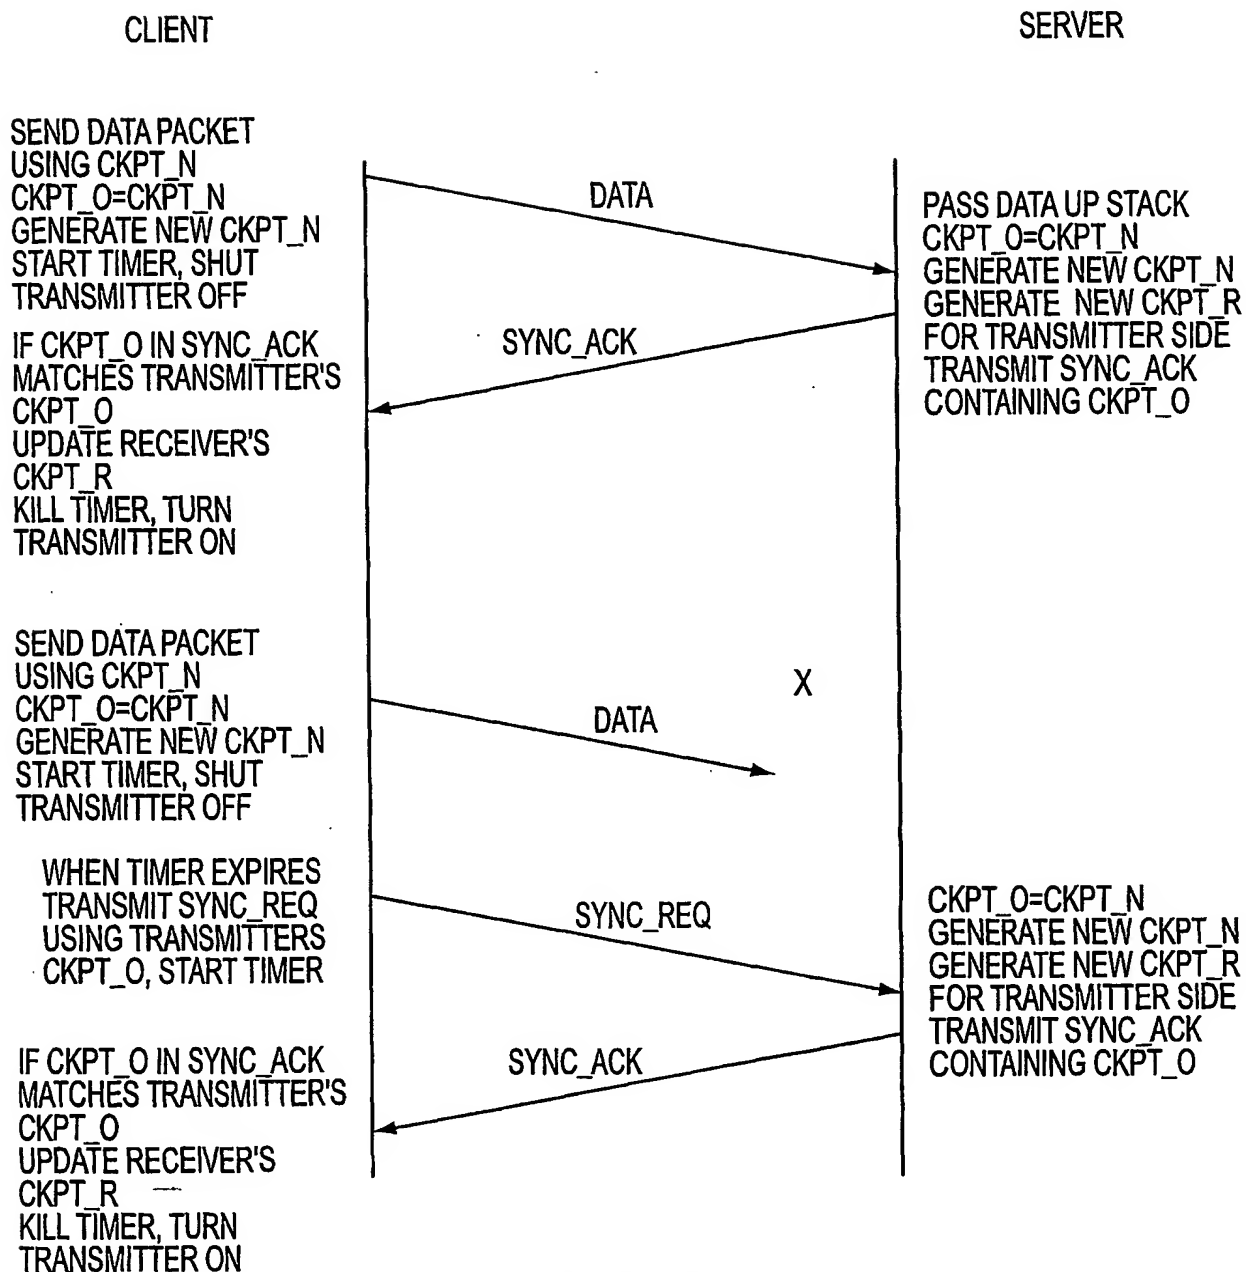 CLIENT
SERVER
SEND DATA PACKET
USING CKPT_N
CKPT_O=CKPT_N
GENERATE NEW CKPT_N
START TIMER, SHUT
TRANSMITTER OFF
DATA
PASS DATA UP STACK
CKPT_O=CKPT_N
GENERATE NEW CKPT_N
GENERATE NEW CKPT_R
FOR TRANSMITTER SIDE
TRANSMIT SYNC_ACK
CONTAINING CKPT_O
SYNC_ACK
IF CKPT_O IN SYNC_ACK
MATCHES TRANSMITTER'S
CKPT_O
UPDATE RECEIVER'S
CKPT_R
KILL TIMER, TURN
TRANSMITTER ON
SEND DATA PACKET
USING CKPT_N
CKPT_O=CKPT_N
GENERATE NEW CKPT_N
START TIMER, SHUT
TRANSMITTER OFF
DATA
X
WHEN TIMER EXPIRES
TRANSMIT SYNC_REQ
USING TRANSMITTERS
CKPT_O, START TIMER
SYNC_REQ
CKPT_O=CKPT_N
GENERATE NEW CKPT_N
GENERATE NEW CKPT_R
FOR TRANSMITTER SIDE
TRANSMIT SYNC_ACK
CONTAINING CKPT_O
SYNC_ACK
IF CKPT_O IN SYNC_ACK
MATCHES TRANSMITTER'S
CKPT_O
UPDATE RECEIVER'S
CKPT_R
KILL TIMER, TURN
TRANSMITTER ON